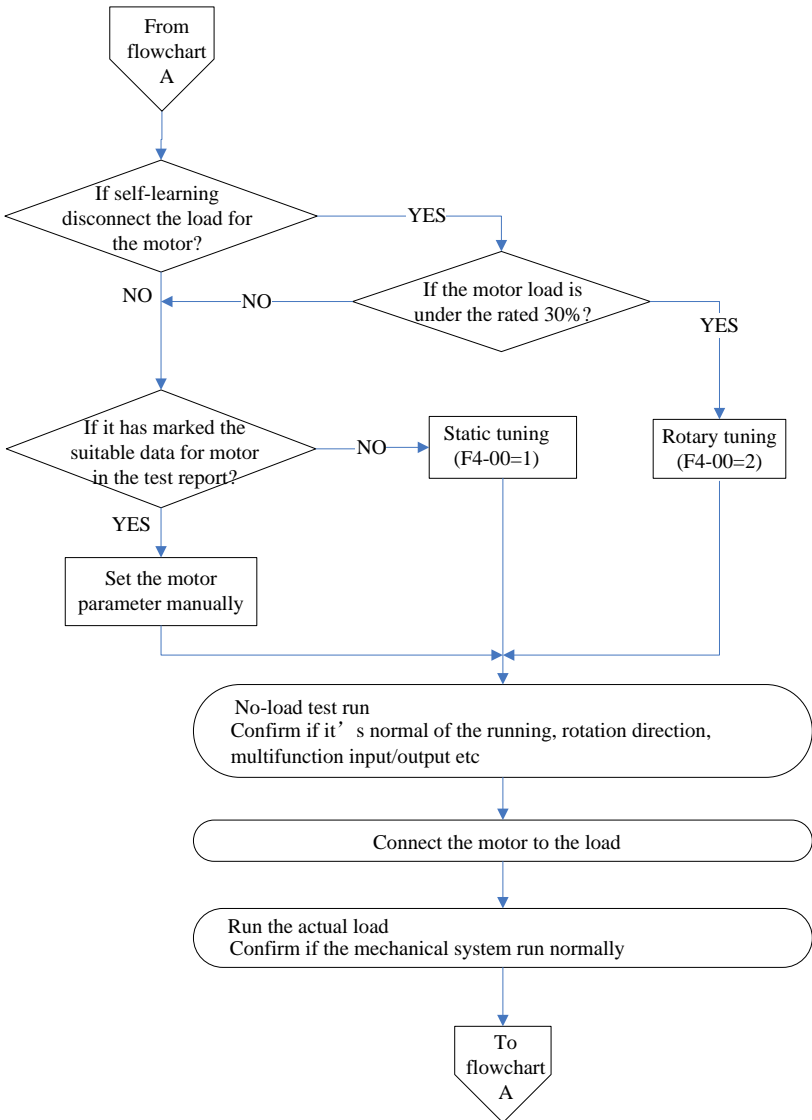 From
flowchart
A
If self-learning
disconnect the load for
the motor?
YES
NO
NO
If the motor load is
under the rated 30%?
YES
If it has marked the
suitable data for motor
in the test report?
NO
Static tuning
(F4-00=1)
Rotary tuning
(F4-00=2)
YES
Set the motor
parameter manually
No-load test run
Confirm if it’s normal of the running, rotation direction,
multifunction input/output etc
Connect the motor to the load
Run the actual load
Confirm if the mechanical system run normally
To
flowchart
A